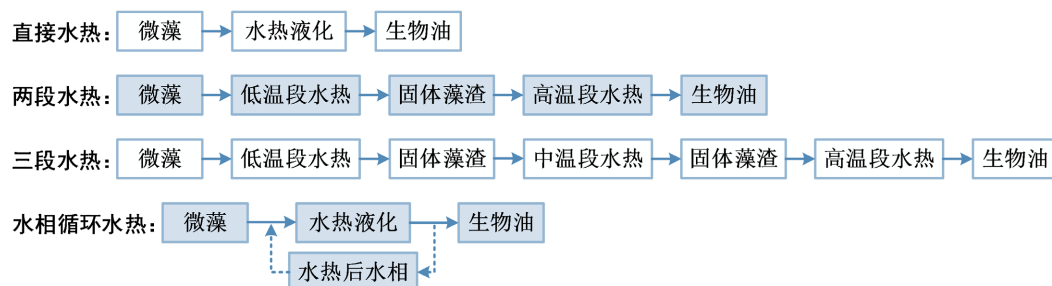 直接水热： 微藻 水热液化 生物油
两段水热： 微藻 低温段水热 固体藻渣 高温段水热 生物油
三段水热： 微藻 低温段水热 固体藻渣 中温段水热 固体藻渣 高温段水热 生物油
水相循环水热： 微藻 水热液化 生物油
水热后水相